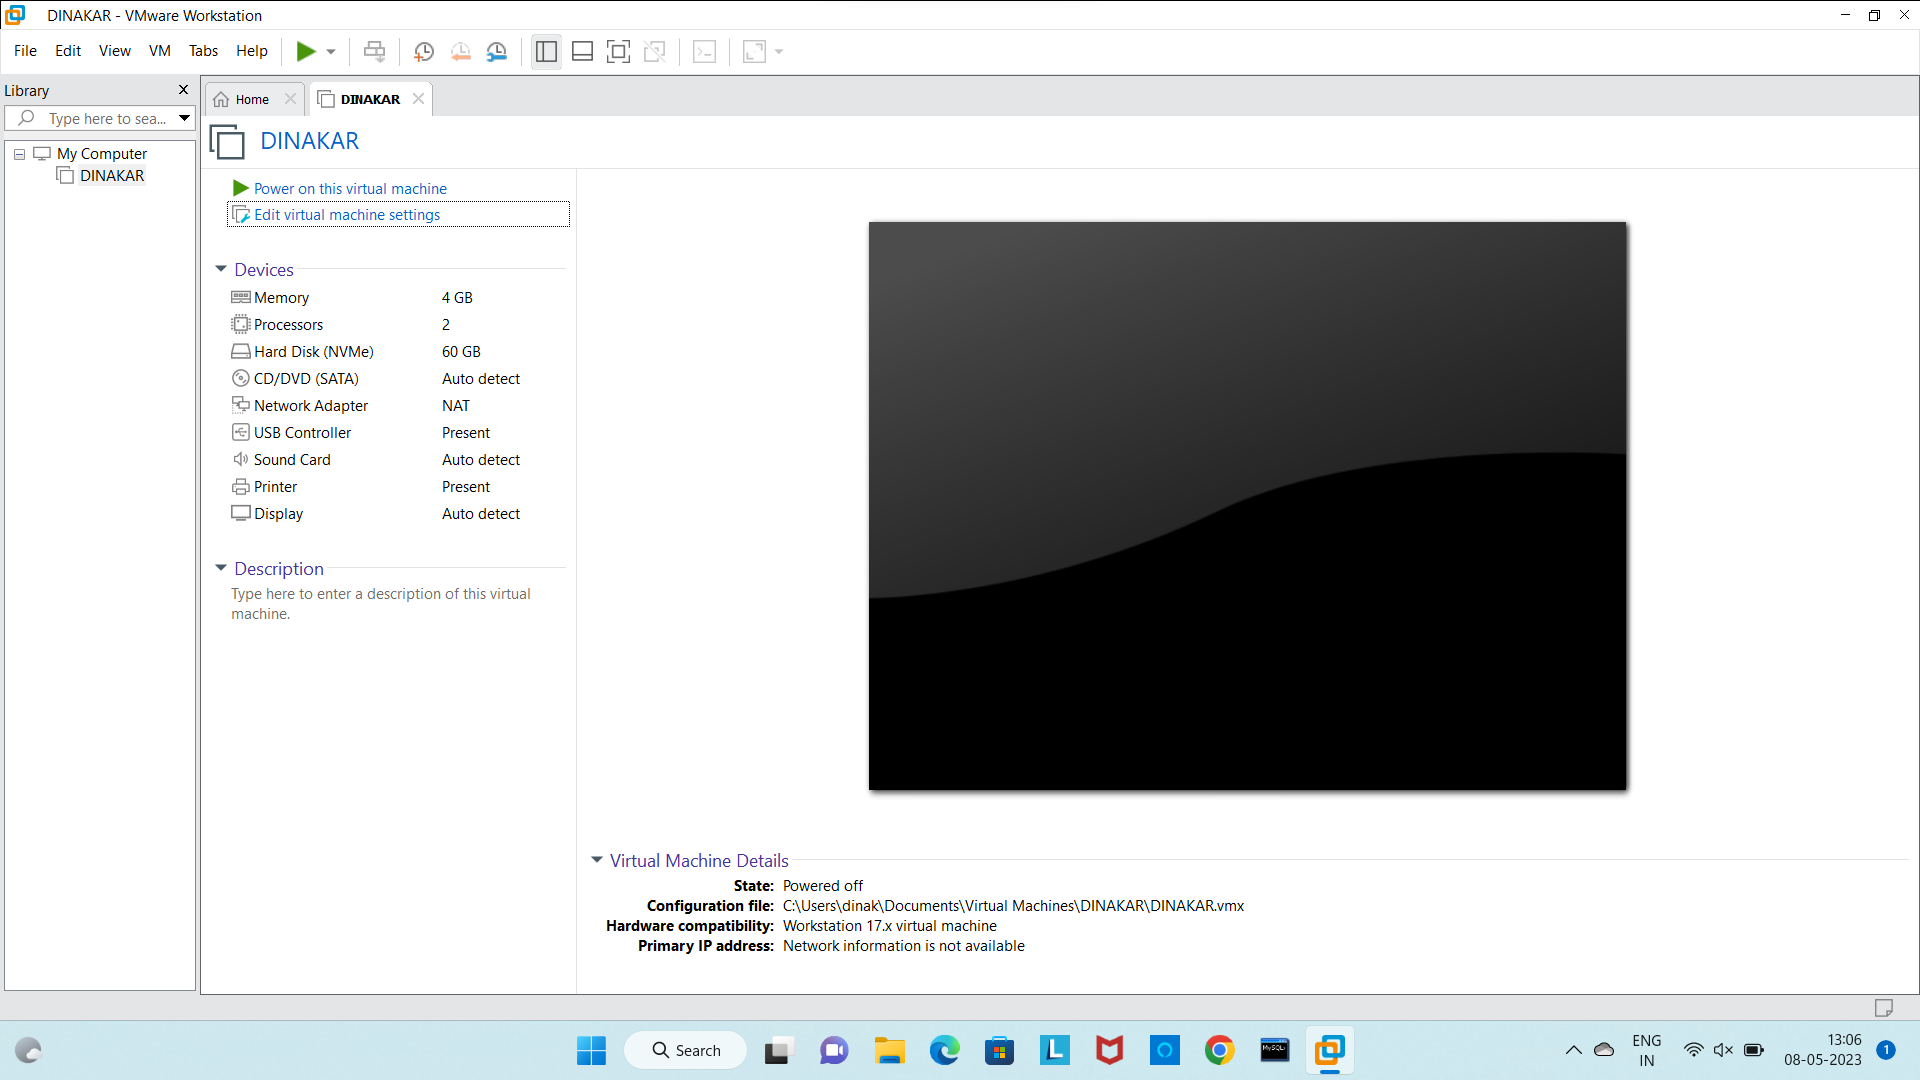 DINAKAR - VMware Workstation
File Edit View VM Tabs Help
Library
Home
DINAKAR
Type here to sea...
DINAKAR
My Computer
DINAKAR
Power on this virtual machine
Edit virtual machine settings
Devices
Memory 4 GB
Processors 2
Hard Disk (NVMe) 60 GB
CD/DVD (SATA) Auto detect
Network Adapter NAT
USB Controller Present
Sound Card Auto detect
Printer Present
Display Auto detect
Description
Type here to enter a description of this virtual
machine.
Virtual Machine Details
State: Powered off
Configuration file: C:\Users\dinak\Documents\Virtual Machines\DINAKAR\DINAKAR.vmx
Hardware compatibility: Workstation 17.x virtual machine
Primary IP address: Network information is not available
Search
L
MySQL
ENG
IN
13:06
08-05-2023
1